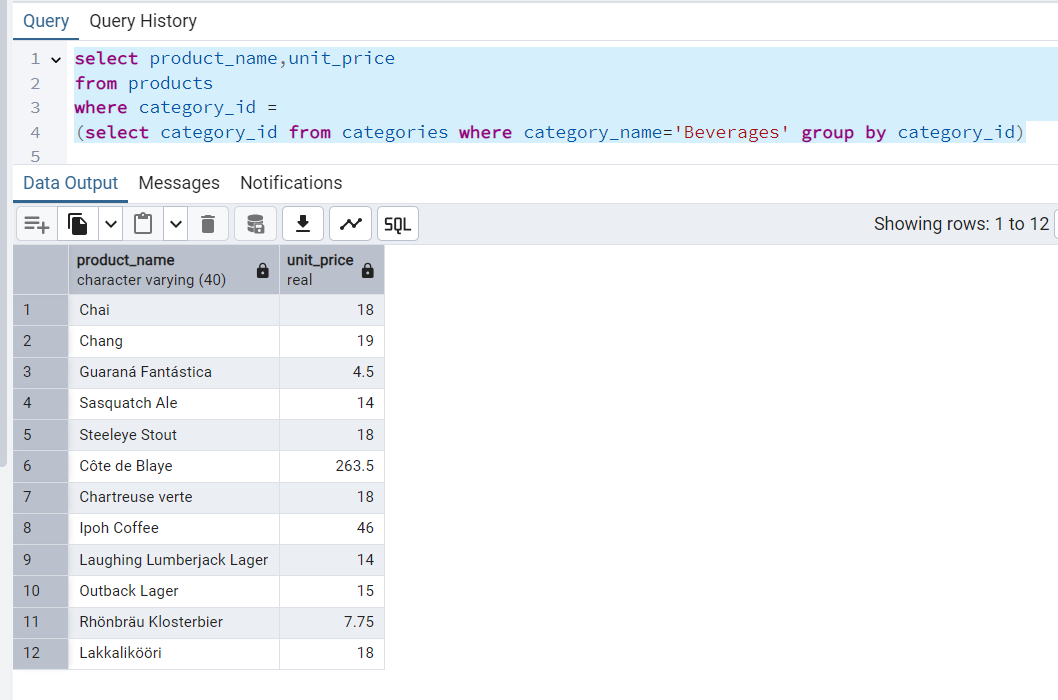 Query Query History
1 select product_name,unit_price
2 from products
3 where category_id =
4 (select category_id from categories where category_name='Beverages' group by category_id)
5
Data Output Messages Notifications
SQL Showing rows: 1 to 12
product_name unit_price
character varying (40) real
1 Chai 18
2 Chang 19
3 Guaraná Fantástica 4.5
4 Sasquatch Ale 14
5 Steeleye Stout 18
6 Côte de Blaye 263.5
7 Chartreuse verte 18
8 Ipoh Coffee 46
9 Laughing Lumberjack Lager 14
10 Outback Lager 15
11 Rhönbräu Klosterbier 7.75
12 Lakkalikööri 18